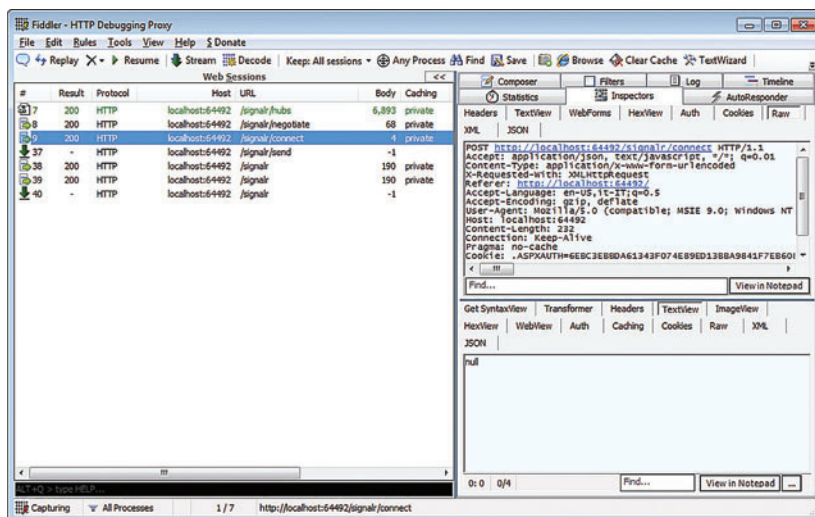 Fiddler - HTTP Debugging Proxy
File Edit Rules Tools View Help $ Donate
Replay X Resume Stream Decode Keep: All sessions Any Process Find Save Browse Clear Cache TextWizard
Web Sessions <<
# Result Protocol Host URL Body Caching
7 200 HTTP localhost:64492 /signalr/hubs 6,893 private
8 200 HTTP localhost:64492 /signalr/negotiate 68 private
9 200 HTTP localhost:64492 /signalr/connect 4 private
37 - HTTP localhost:64492 /signalr/send -1
38 200 HTTP localhost:64492 /signalr 190 private
39 200 HTTP localhost:64492 /signalr 190 private
40 - HTTP localhost:64492 /signalr -1
ALT+Q > type HELP...
Capturing All Processes 1 / 7 http://localhost:64492/signalr/connect
Composer Filters Log Timeline
Statistics Inspectors AutoResponder
Headers TextView WebForms HexView Auth Cookies Raw
XML JSON
POST http://localhost:64492/signalr/connect HTTP/1.1
Accept: application/json, text/javascript, */*; q=0.01
Content-Type: application/x-www-form-urlencoded
X-Requested-With: XMLHttpRequest
Referer: http://localhost:64492/
Accept-Language: en-US,it-IT;q=0.5
Accept-Encoding: gzip, deflate
User-Agent: Mozilla/5.0 (compatible; MSIE 9.0; Windows NT
Host: localhost:64492
Content-Length: 232
Connection: Keep-Alive
Pragma: no-cache
Cookie: .ASPXAUTH=
Find... View in Notepad
Get SyntaxView Transformer Headers TextView ImageView
HexView WebView Auth Caching Cookies Raw XML
JSON
null
0:0 0/4 Find... View in Notepad ...